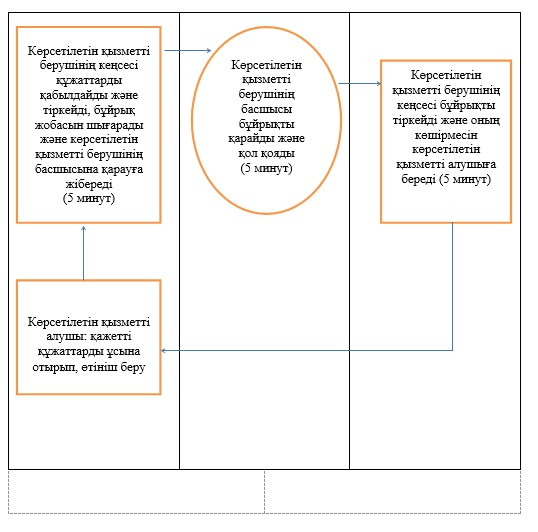 Көрсетілетін қызметті
берушінің кеңсесі
құжаттарды
қабылдайды және
тіркейді, бұйрық
жобасын шығарады
және көрсетілетін
қызметті берушінің
басшысына қарауға
жібереді
(5 минут)
Көрсетілетін
қызметті
берушінің
басшысы
бұйрықты
қарайды және
қол қояды
(5 минут)
Көрсетілетін
қызметті берушінің
кеңсесі бұйрықты
тіркейді және оның
көшірмесін
көрсетілетін
қызметті алушыға
береді (5 минут)
Көрсетілетін қызметті
алушы: қажетті
құжаттарды ұсына
отырып, өтініш беру